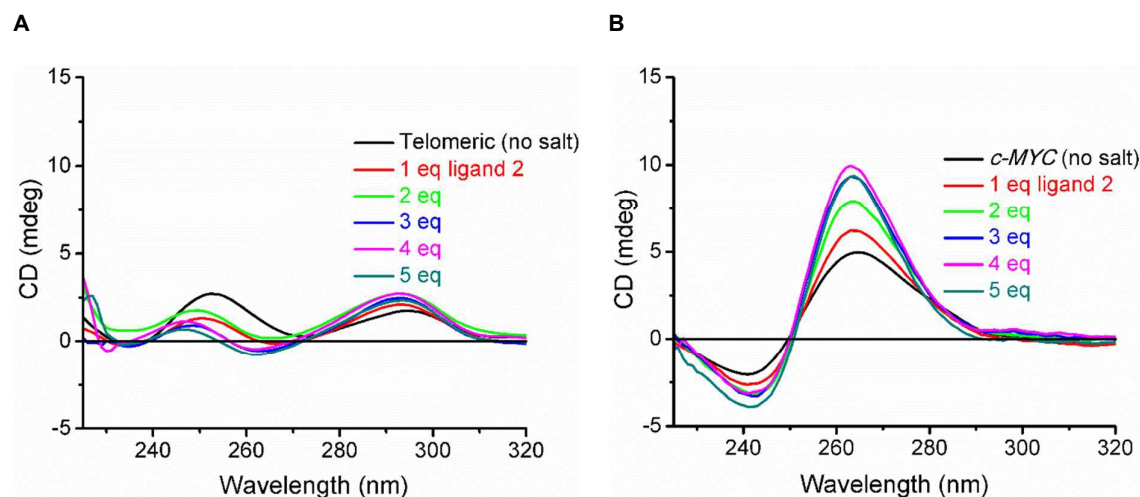 A
15
10
5
0
-5
CD (mdeg)
Telomeric (no salt)
1 eq ligand 2
2 eq
3 eq
4 eq
5 eq
240 260 280 300 320
Wavelength (nm)
B
15
10
5
0
-5
CD (mdeg)
c-MYC (no salt)
1 eq ligand 2
2 eq
3 eq
4 eq
5 eq
240 260 280 300 320
Wavelength (nm)